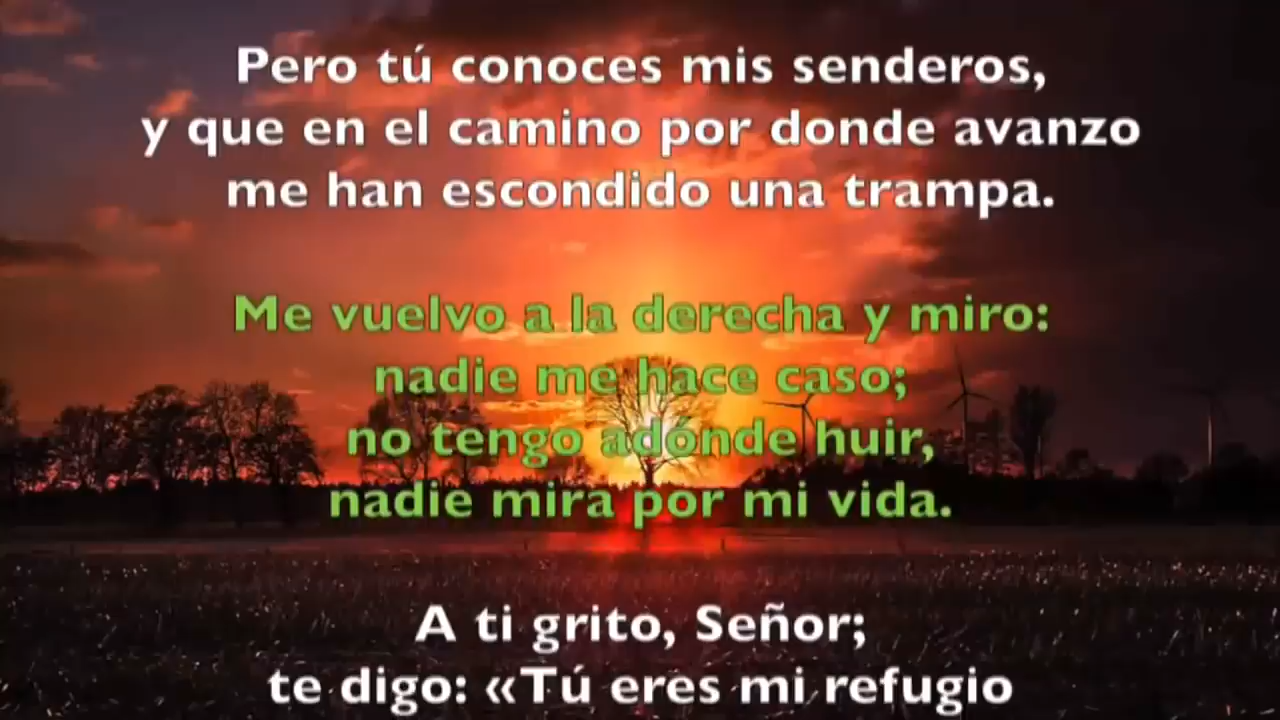 Pero tú conoces mis senderos,
y que en el camino por donde avanzo
me han escondido una trampa.
Me vuelvo a la derecha y miro:
nadie me hace caso;
no tengo adónde huir,
nadie mira por mi vida.
A ti grito, Señor;
te digo: «Tú eres mi refugio